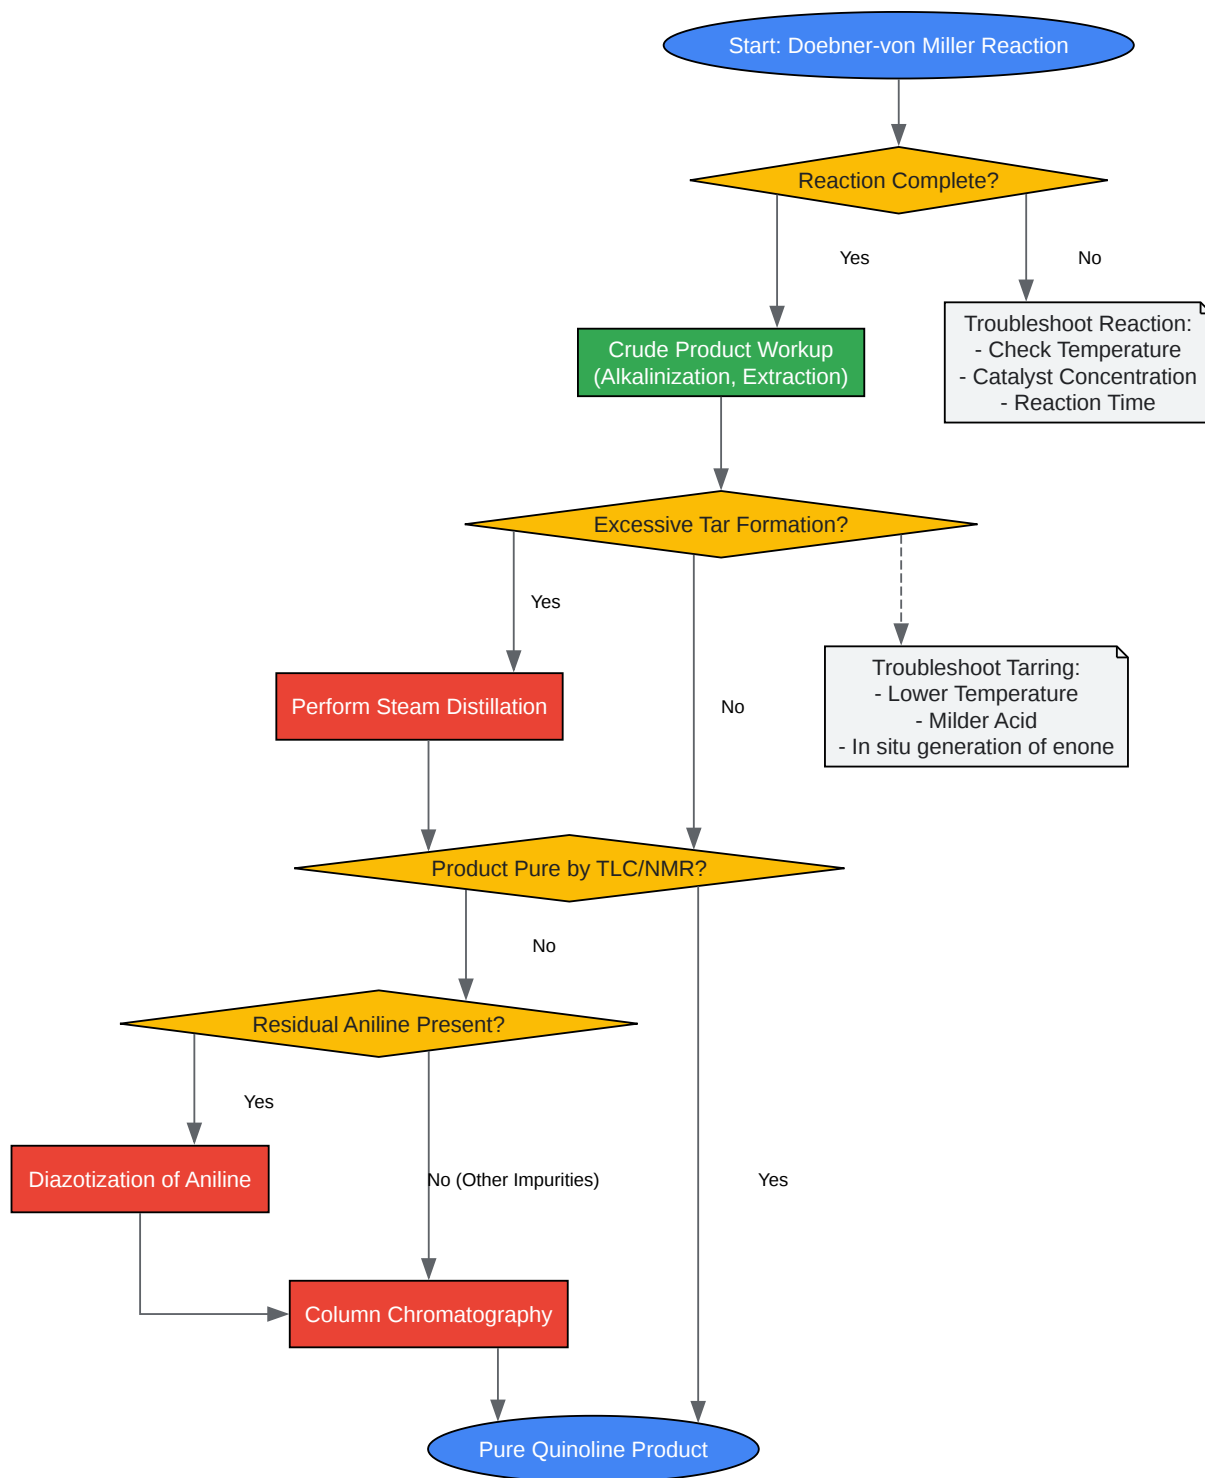 Start: Doebner-von Miller Reaction
Reaction Complete?
Yes
No
Crude Product Workup
(Alkalinization, Extraction)
Troubleshoot Reaction:
- Check Temperature
- Catalyst Concentration
- Reaction Time
Excessive Tar Formation?
Yes
No
Perform Steam Distillation
Troubleshoot Tarring:
- Lower Temperature
- Milder Acid
- In situ generation of enone
Product Pure by TLC/NMR?
No
Yes
Residual Aniline Present?
Yes
No (Other Impurities)
Diazotization of Aniline
Column Chromatography
Pure Quinoline Product